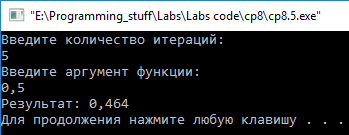 "E:\Programming_stuff\Labs\Labs code\cp8\cp8.5.exe"
Введите количество итераций:
5
Введите аргумент функции:
0,5
Результат: 0,464
Для продолжения нажмите любую клавишу . . .